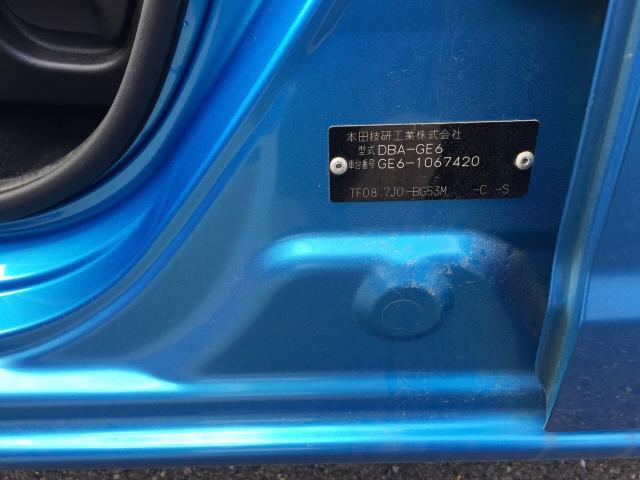 本田技研工業株式会社
型式 DBA-GE6
車台番号 GE6-1067420
TF08 7J0-BG53M -C -S